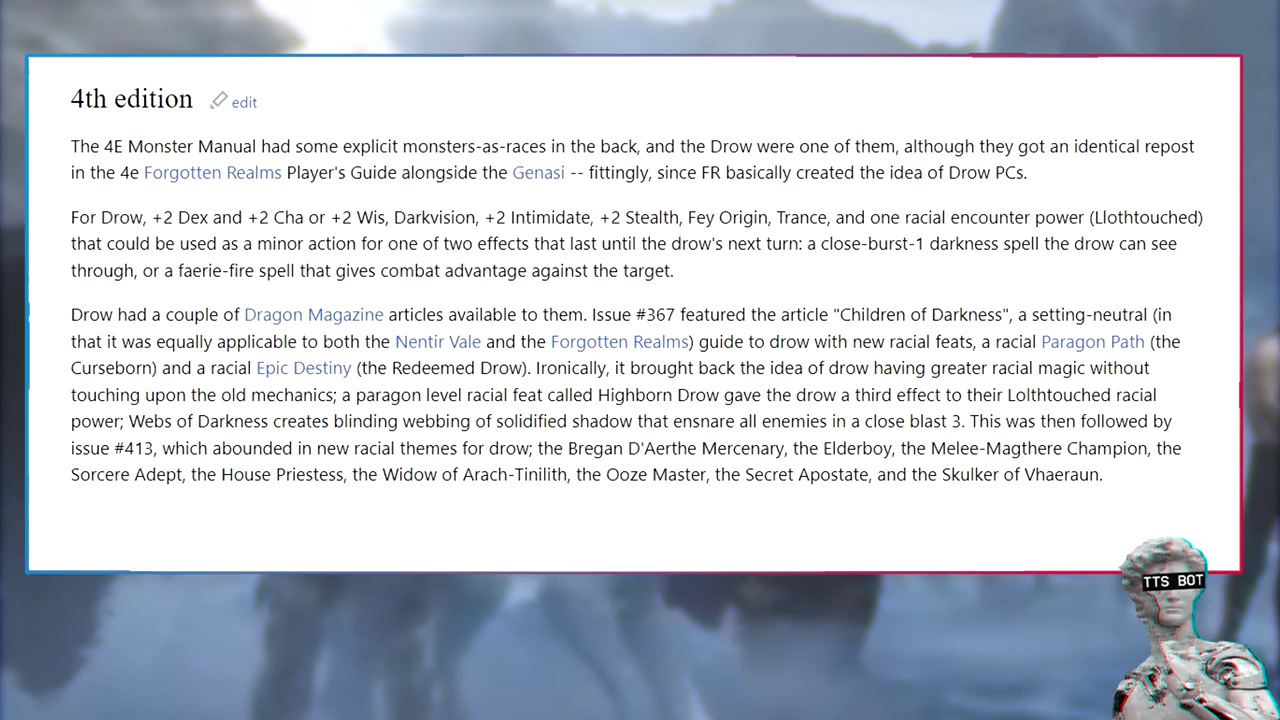 4th edition edit
The 4E Monster Manual had some explicit monsters-as-races in the back, and the Drow were one of them, although they got an identical repost
in the 4e Forgotten Realms Player's Guide alongside the Genasi -- fittingly, since FR basically created the idea of Drow PCs.
For Drow, +2 Dex and +2 Cha or +2 Wis, Darkvision, +2 Intimidate, +2 Stealth, Fey Origin, Trance, and one racial encounter power (Llothtouched)
that could be used as a minor action for one of two effects that last until the drow's next turn: a close-burst-1 darkness spell the drow can see
through, or a faerie-fire spell that gives combat advantage against the target.
Drow had a couple of Dragon Magazine articles available to them. Issue #367 featured the article "Children of Darkness", a setting-neutral (in
that it was equally applicable to both the Nentir Vale and the Forgotten Realms) guide to drow with new racial feats, a racial Paragon Path (the
Curseborn) and a racial Epic Destiny (the Redeemed Drow). Ironically, it brought back the idea of drow having greater racial magic without
touching upon the old mechanics; a paragon level racial feat called Highborn Drow gave the drow a third effect to their Lolthtouched racial
power; Webs of Darkness creates blinding webbing of solidified shadow that ensnare all enemies in a close blast 3. This was then followed by
issue #413, which abounded in new racial themes for drow; the Bregan D'Aerthe Mercenary, the Elderboy, the Melee-Magthere Champion, the
Sorcere Adept, the House Priestess, the Widow of Arach-Tinilith, the Ooze Master, the Secret Apostate, and the Skulker of Vhaeraun.
TTS BOT